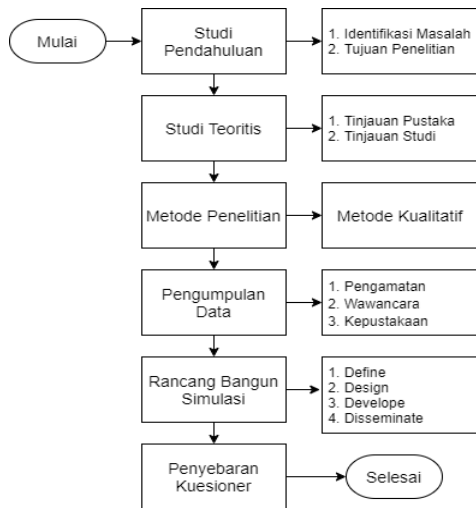 Mulai
Studi
Pendahuluan
1. Identifikasi Masalah
2. Tujuan Penelitian
Studi Teoritis
1. Tinjauan Pustaka
2. Tinjauan Studi
Metode Penelitian
Metode Kualitatif
Pengumpulan
Data
1. Pengamatan
2. Wawancara
3. Kepustakaan
Rancang Bangun
Simulasi
1. Define
2. Design
3. Develope
4. Disseminate
Penyebaran
Kuesioner
Selesai